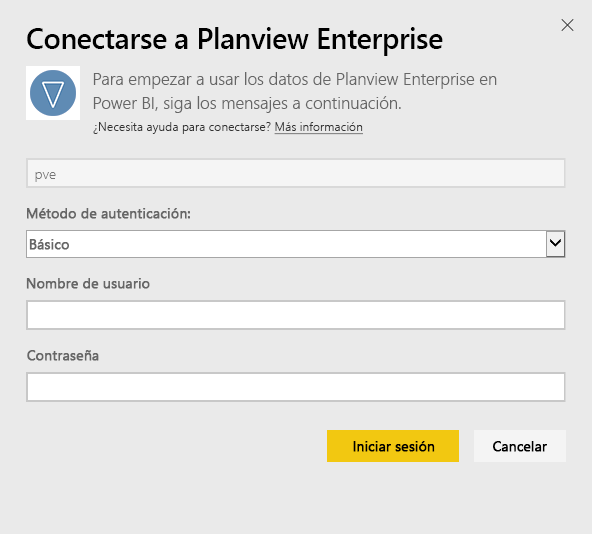 Conectarse a Planview Enterprise
Para empezar a usar los datos de Planview Enterprise en
Power BI, siga los mensajes a continuación.
¿Necesita ayuda para conectarse? Más información
pve
Método de autenticación:
Básico
Nombre de usuario
Contraseña
Iniciar sesión
Cancelar